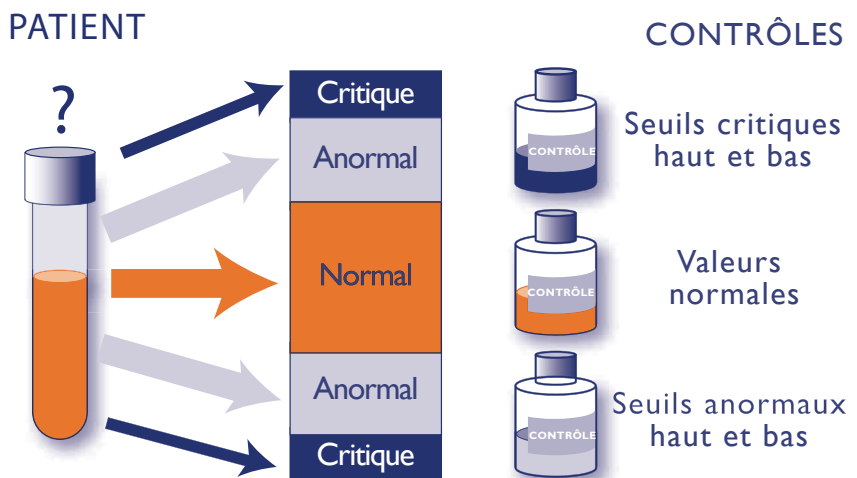 PATIENT
CONTRÔLES
?
Critique
Anormal
Normal
Anormal
Critique
CONTRÔLE
Seuils critiques
haut et bas
CONTRÔLE
Valeurs
normales
CONTRÔLE
Seuils anormaux
haut et bas